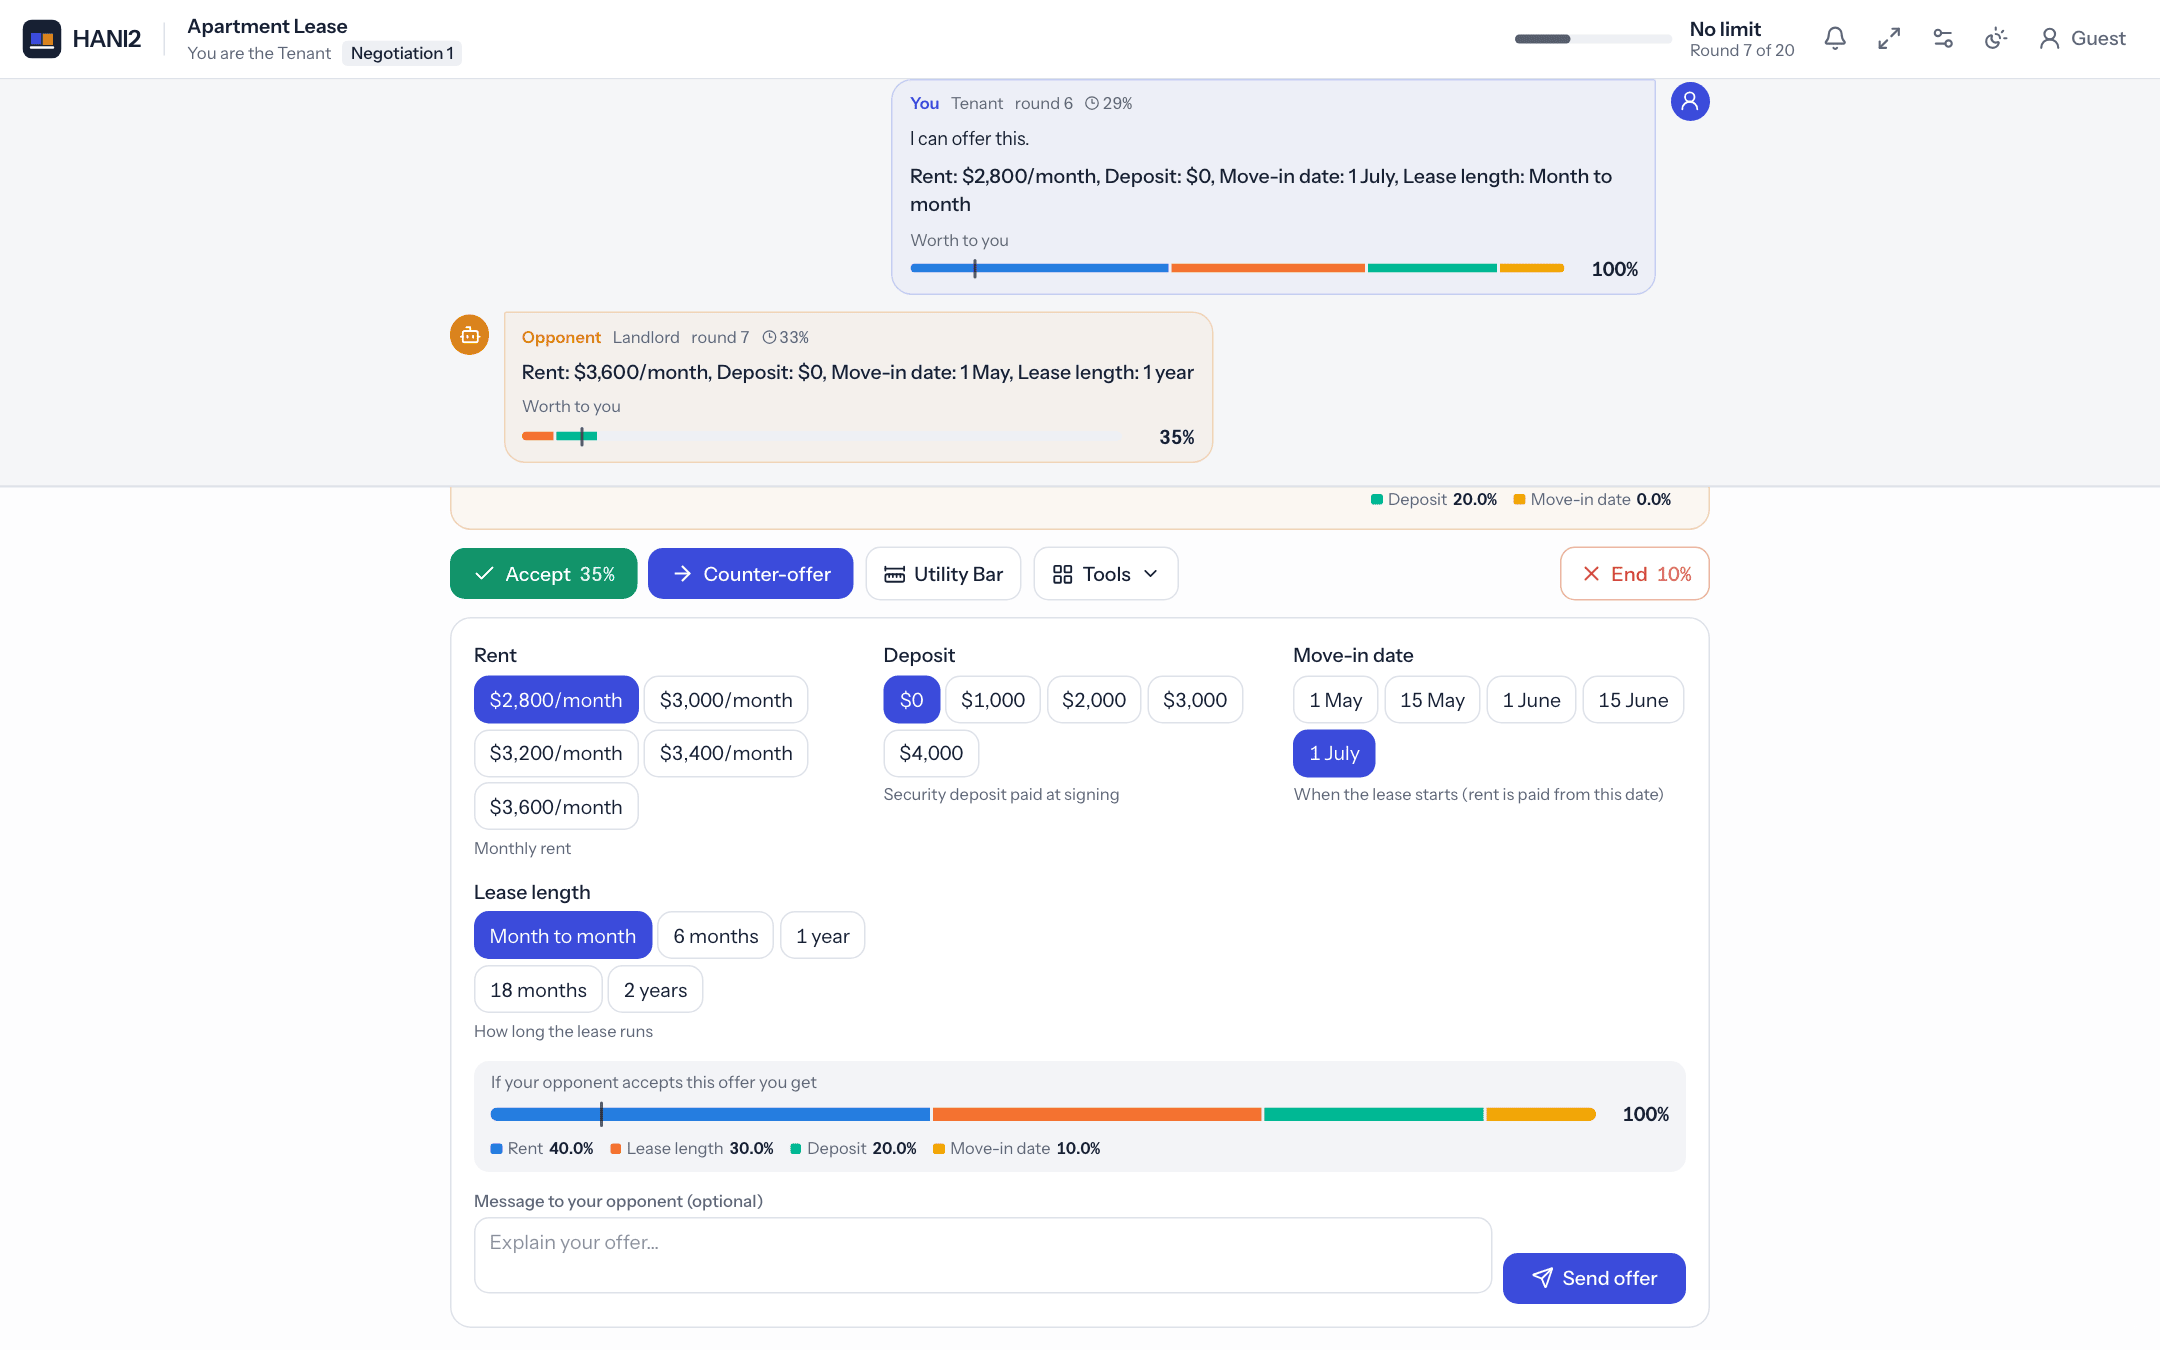 HANI2
Apartment Lease
You are the Tenant Negotiation 1
No limit
Round 7 of 20
Guest
You Tenant round 6 29%
I can offer this.
Rent: $2,800/month, Deposit: $0, Move-in date: 1 July, Lease length: Month to
month
Worth to you
100%
Opponent Landlord round 7 33%
Rent: $3,600/month, Deposit: $0, Move-in date: 1 May, Lease length: 1 year
Worth to you
35%
Deposit 20.0% Move-in date 0.0%
Accept 35% Counter-offer Utility Bar Tools End 10%
Rent
$2,800/month $3,000/month
$3,200/month $3,400/month
$3,600/month
Monthly rent
Deposit
$0 $1,000 $2,000 $3,000
$4,000
Security deposit paid at signing
Move-in date
1 May 15 May 1 June 15 June
1 July
When the lease starts (rent is paid from this date)
Lease length
Month to month 6 months 1 year
18 months 2 years
How long the lease runs
If your opponent accepts this offer you get
100%
Rent 40.0% Lease length 30.0% Deposit 20.0% Move-in date 10.0%
Message to your opponent (optional)
Explain your offer...
Send offer